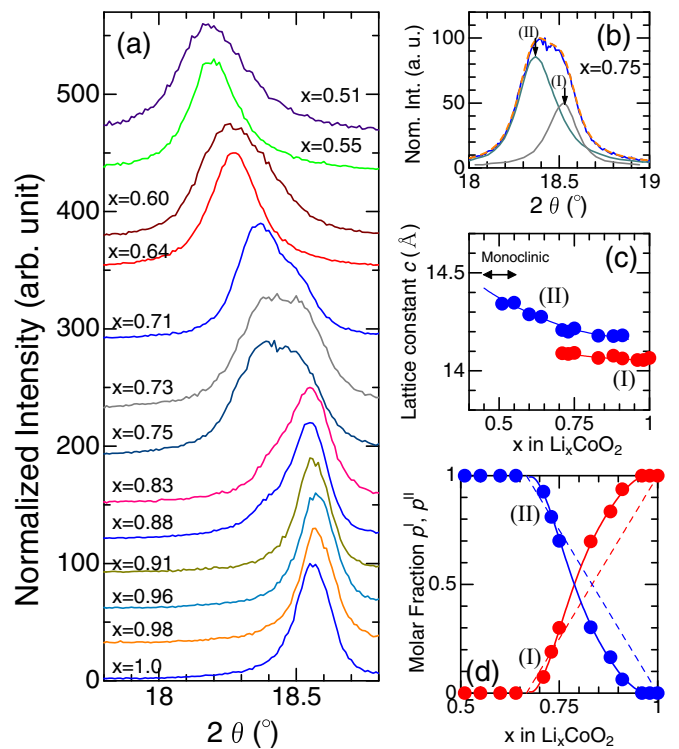 (a)
Normalized Intensity (arb. unit)
500
400
300
200
100
0
x=0.51
x=0.55
x=0.60
x=0.64
x=0.71
x=0.73
x=0.75
x=0.83
x=0.88
x=0.91
x=0.96
x=0.98
x=1.0
18
18.5
2 θ (°)
(b)
Nom. Int. (a. u.)
100
50
0
(II)
(I)
x=0.75
18
18.5
19
2 θ (°)
(c)
Lattice constant c (Å)
14.5
14
Monoclinic
(II)
(I)
0.5
0.75
1
x in LiₓCoO₂
Molar Fraction pᴵ, pᴵᴵ
1
0.5
0
(II)
(I)
(d)
0.5
0.75
1
x in LiₓCoO₂